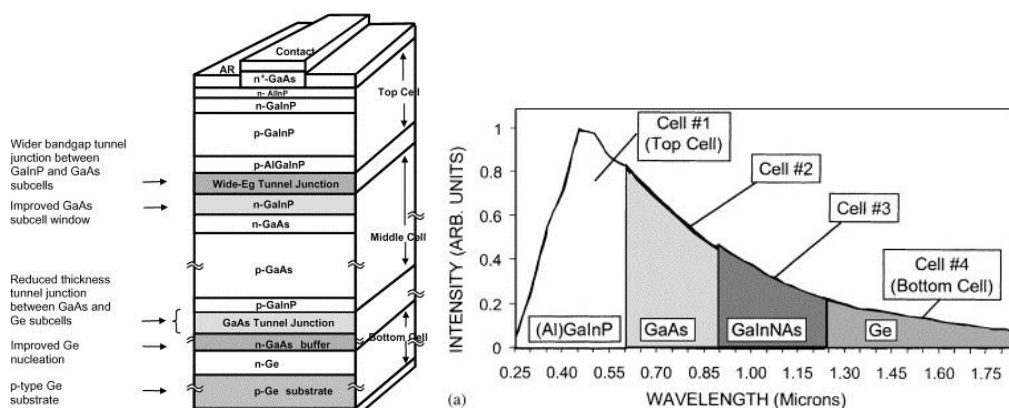 Contact
AR
n⁺-GaAs
n- AlInP
n-GaInP
p-GaInP
p-AlGaInP
Wide-Eg Tunnel Junction
n-GaInP
n-GaAs
p-GaAs
p-GaInP
GaAs Tunnel Junction
n-GaAs buffer
n-Ge
p-Ge substrate
Top Cell
Middle Cell
Bottom Cell
Wider bandgap tunnel
junction between
GaInP and GaAs
subcells
Improved GaAs
subcell window
Reduced thickness
tunnel junction
between GaAs and
Ge subcells
Improved Ge
nucleation
p-type Ge
substrate
(a)
INTENSITY (ARB. UNITS)
1
0.8
0.6
0.4
0.2
0
Cell #1
(Top Cell)
Cell #2
Cell #3
Cell #4
(Bottom Cell)
(Al)GaInP
GaAs
GaInNAs
Ge
0.25 0.40 0.55 0.70 0.85 1.00 1.15 1.30 1.45 1.60 1.75
WAVELENGTH (Microns)